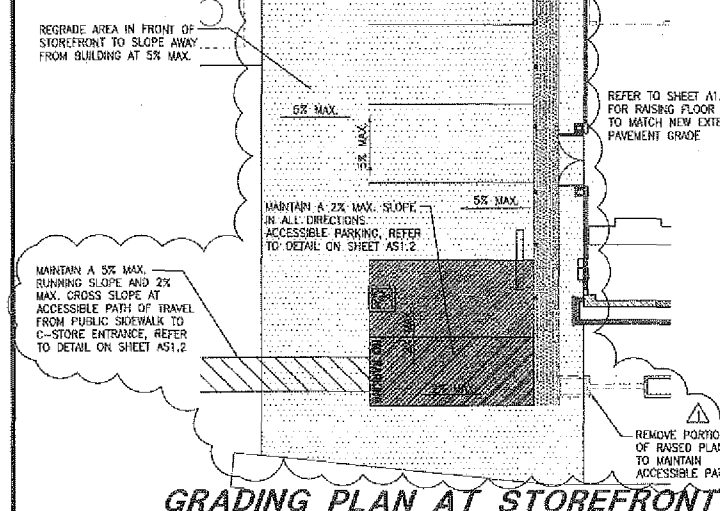 REGRADE AREA IN FRONT OF
STOREFRONT TO SLOPE AWAY
FROM BUILDING AT 5% MAX.
5% MAX.
5% MAX.
REFER TO SHEET A1.
FOR RAISING FLOOR
TO MATCH NEW EXTE
PAVEMENT GRADE
MAINTAIN A 2% MAX. SLOPE
IN ALL DIRECTIONS
ACCESSIBLE PARKING, REFER
TO DETAIL ON SHEET AS1.2
5% MAX.
MAINTAIN A 5% MAX.
RUNNING SLOPE AND 2%
MAX. CROSS SLOPE AT
ACCESSIBLE PATH OF TRAVEL
FROM PUBLIC SIDEWALK TO
C-STORE ENTRANCE, REFER
TO DETAIL ON SHEET AS1.2
1
REMOVE PORTIO
OF RAISED PLAN
TO MAINTAIN
ACCESSIBLE PAT
GRADING PLAN AT STOREFRONT